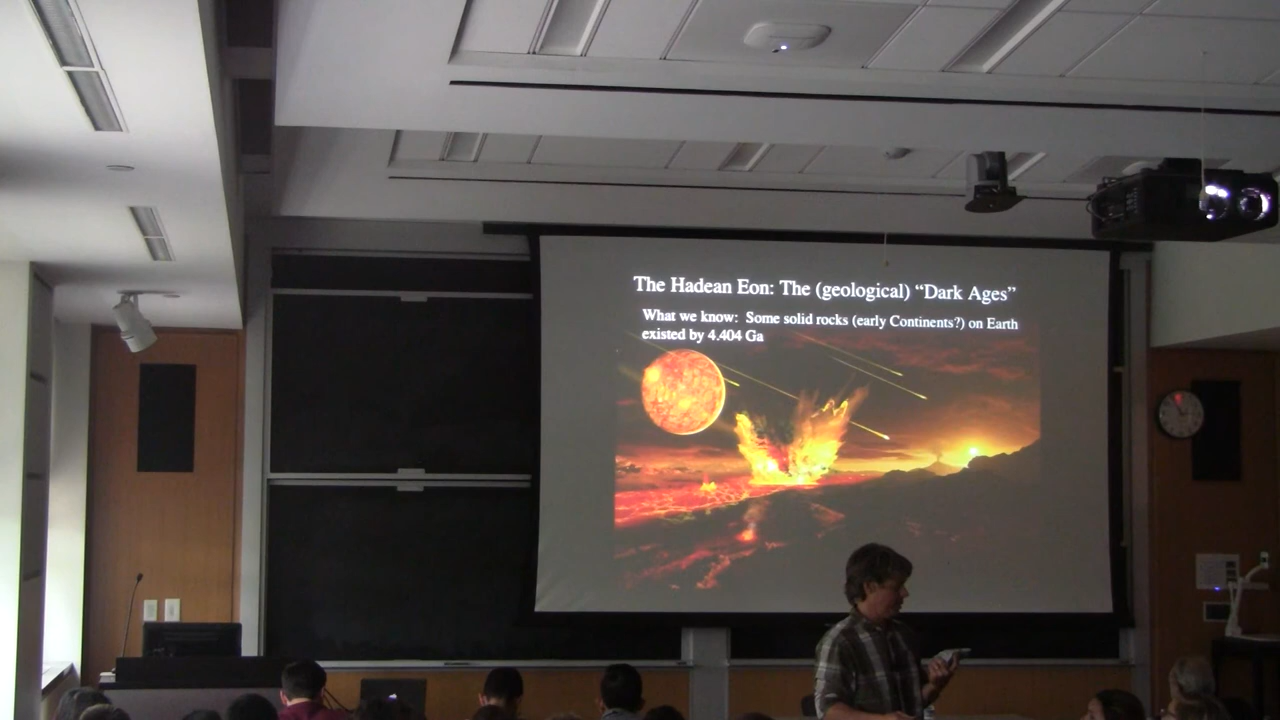 The Hadean Eon: The (geological) “Dark Ages”
What we know: Some solid rocks (early Continents?) on Earth
existed by 4.404 Ga